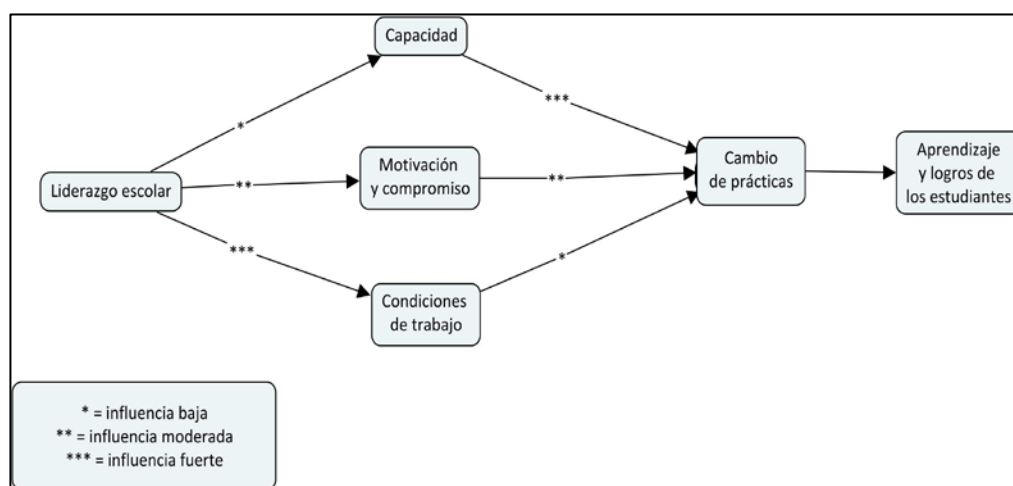 Capacidad
***
*
Motivación
y compromiso
Cambio
de prácticas
Aprendizaje
y logros de
los estudiantes
Liderazgo escolar
**
**
***
*
Condiciones
de trabajo
* = influencia baja
** = influencia moderada
*** = influencia fuerte